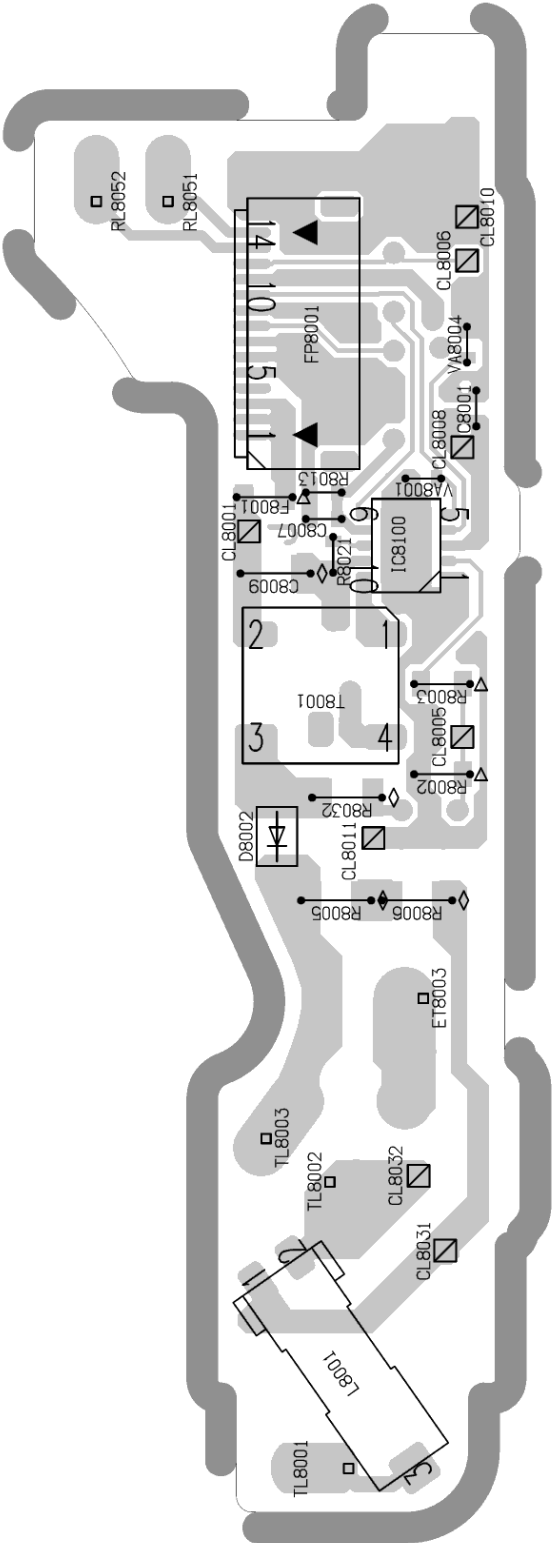 RL8052
RL8051
CL8010
CL8006
14
10
FP8001
VA8004
5
C8001
1
CL8008
R8013
VA8001
F8001
CL8001
C8007
6
5
IC8100
R8021
10
1
C8009
2
1
T8001
R8003
3
4
CL8005
R8002
R8032
D8002
CL8011
R8005
R8006
ET8003
TL8003
TL8002
CL8032
CL8031
1
2
L8001
TL8001
3